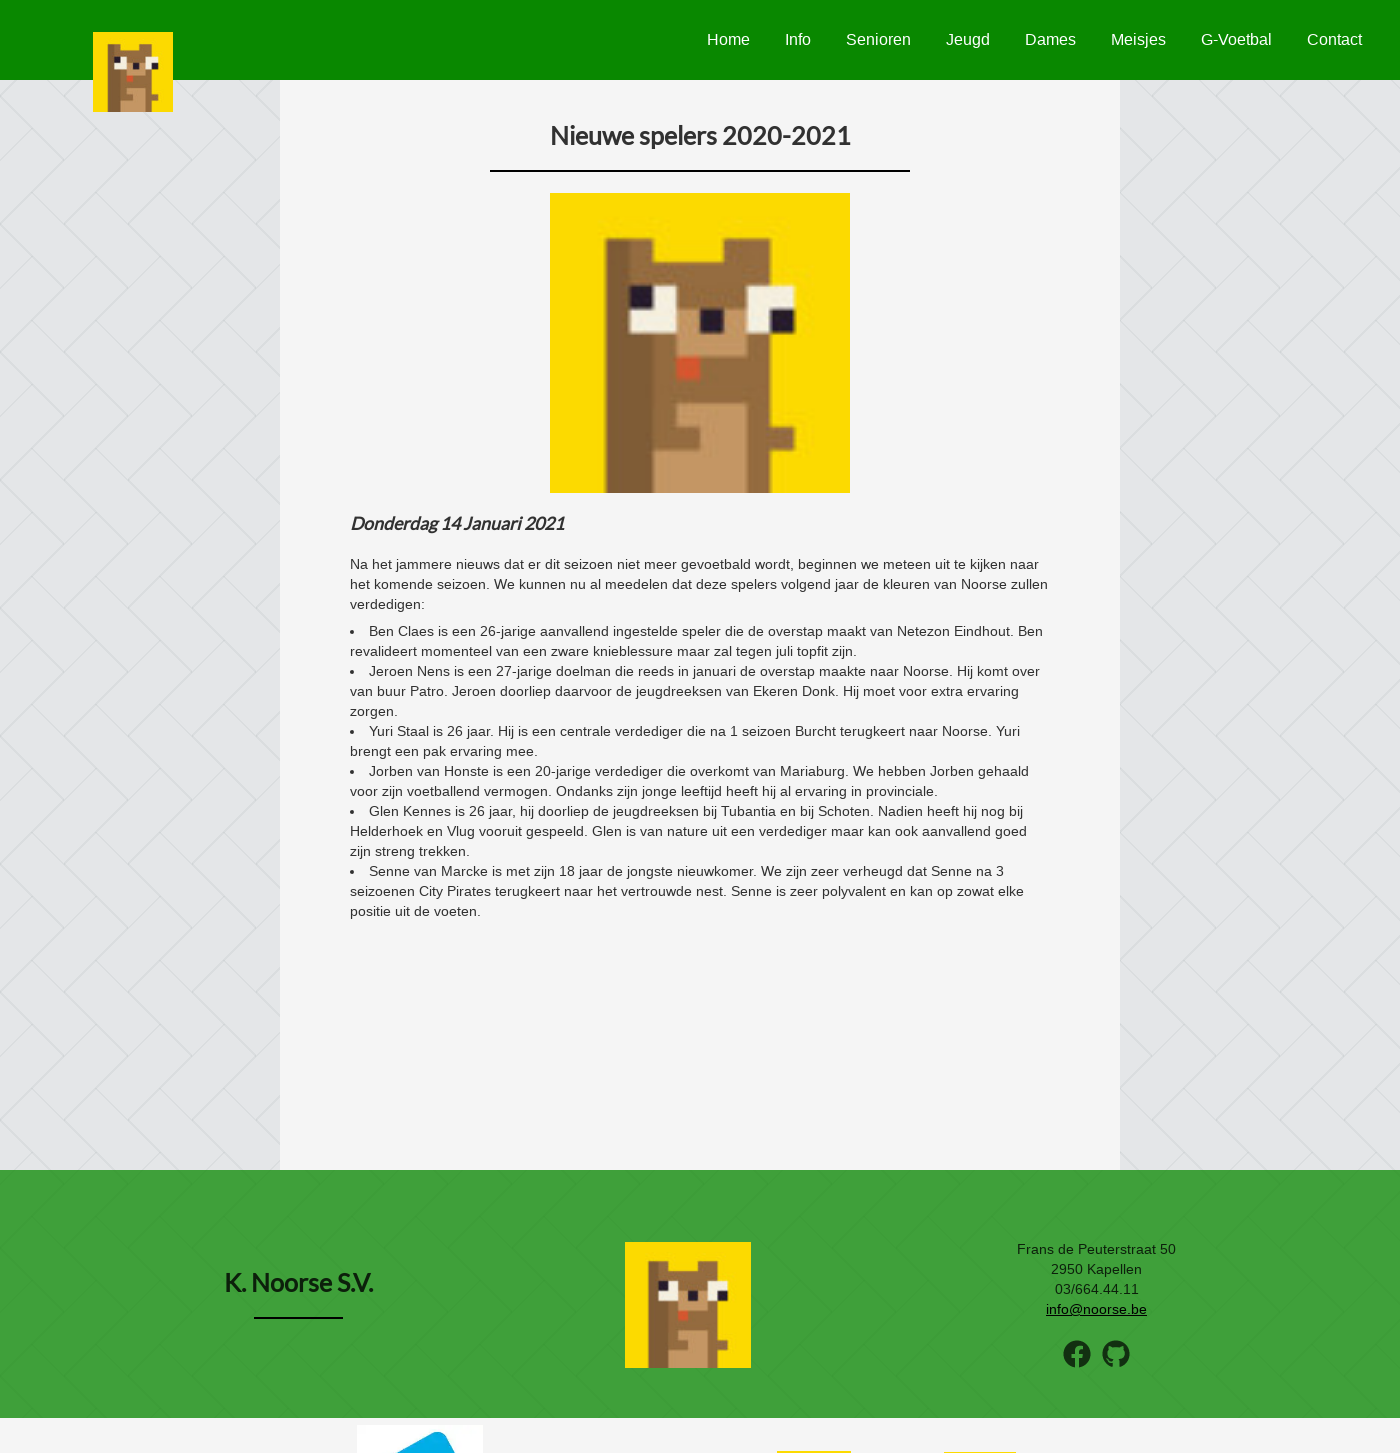 Home Info Senioren Jeugd Dames Meisjes G-Voetbal Contact
Nieuwe spelers 2020-2021
Donderdag 14 Januari 2021
Na het jammere nieuws dat er dit seizoen niet meer gevoetbald wordt, beginnen we meteen uit te kijken naar
het komende seizoen. We kunnen nu al meedelen dat deze spelers volgend jaar de kleuren van Noorse zullen
verdedigen:
• Ben Claes is een 26-jarige aanvallend ingestelde speler die de overstap maakt van Netezon Eindhout. Ben
revalideert momenteel van een zware knieblessure maar zal tegen juli topfit zijn.
• Jeroen Nens is een 27-jarige doelman die reeds in januari de overstap maakte naar Noorse. Hij komt over
van buur Patro. Jeroen doorliep daarvoor de jeugdreeksen van Ekeren Donk. Hij moet voor extra ervaring
zorgen.
• Yuri Staal is 26 jaar. Hij is een centrale verdediger die na 1 seizoen Burcht terugkeert naar Noorse. Yuri
brengt een pak ervaring mee.
• Jorben van Honste is een 20-jarige verdediger die overkomt van Mariaburg. We hebben Jorben gehaald
voor zijn voetballend vermogen. Ondanks zijn jonge leeftijd heeft hij al ervaring in provinciale.
• Glen Kennes is 26 jaar, hij doorliep de jeugdreeksen bij Tubantia en bij Schoten. Nadien heeft hij nog bij
Helderhoek en Vlug vooruit gespeeld. Glen is van nature uit een verdediger maar kan ook aanvallend goed
zijn streng trekken.
• Senne van Marcke is met zijn 18 jaar de jongste nieuwkomer. We zijn zeer verheugd dat Senne na 3
seizoenen City Pirates terugkeert naar het vertrouwde nest. Senne is zeer polyvalent en kan op zowat elke
positie uit de voeten.
K. Noorse S.V.
Frans de Peuterstraat 50
2950 Kapellen
03/664.44.11
info@noorse.be